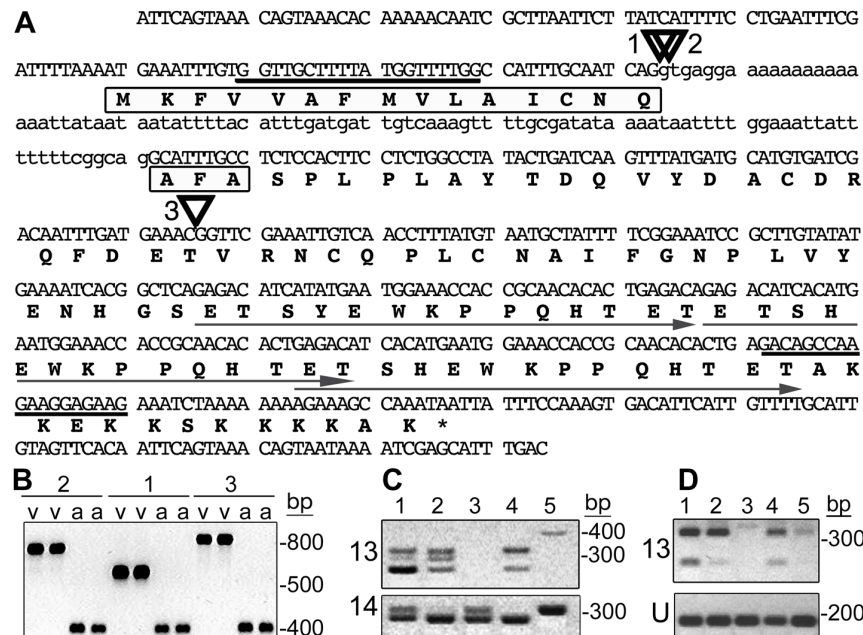 A
ATTCAGTAAA CAGTAAACAC AAAAACAATC GCTTAATTCT TATCATTTTC CTGAATTTCG
1 2
ATTTTAAAAT GAAATTTGTG GTTGCTTTTA TGGTTTTGGC CATTTGCAAT CAGgtgagga aaaaaaaaaa
M K F V V A F M V L A I C N Q
aaattataat aatattttac atttgatgat tgtcaaagtt ttgcgatata aaataatttt ggaaattatt
tttttcggca gGCATTTGCC TCTCCACTTC CTCTGGCCTA TACTGATCAA GTTTATGATG CATGTGATCG
A F A S P L P L A Y T D Q V Y D A C D R
3
ACAATTTGAT GAAACGGTTC GAAATTGTCA ACCTTTATGT AATGCTATTT TCGGAAATCC GCTTGTATAT
Q F D E T V R N C Q P L C N A I F G N P L V Y
GAAAATCACG GCTCAGAGAC ATCATATGAA TGGAAACCAC CGCAACACAC TGAGACAGAG ACATCACATG
E N H G S E T S Y E W K P P Q H T E T E T S H
AATGGAAACC ACCGCAACAC ACTGAGACAT CACATGAATG GAAACCACCG CAACACACTG AGACAGCCAA
E W K P P Q H T E T S H E W K P P Q H T E T A K
GAAGGAGAAG AAATCTAAAA AAAGAAAGC CAAATAATTA TTTCCAAAGT GACATTCATT GTTTTGCATT
K E K K S K K K A K *
GTAGTTCACA ATTCAGTAAA CAGTAATAAA ATCGAGCATT TGAC
B
2 1 3 bp
v v a a v v a a v v a a
-800
-500
-400
C
1 2 3 4 5 bp
13
-400
-300
14
-300
D
1 2 3 4 5 bp
13
-300
U
-200